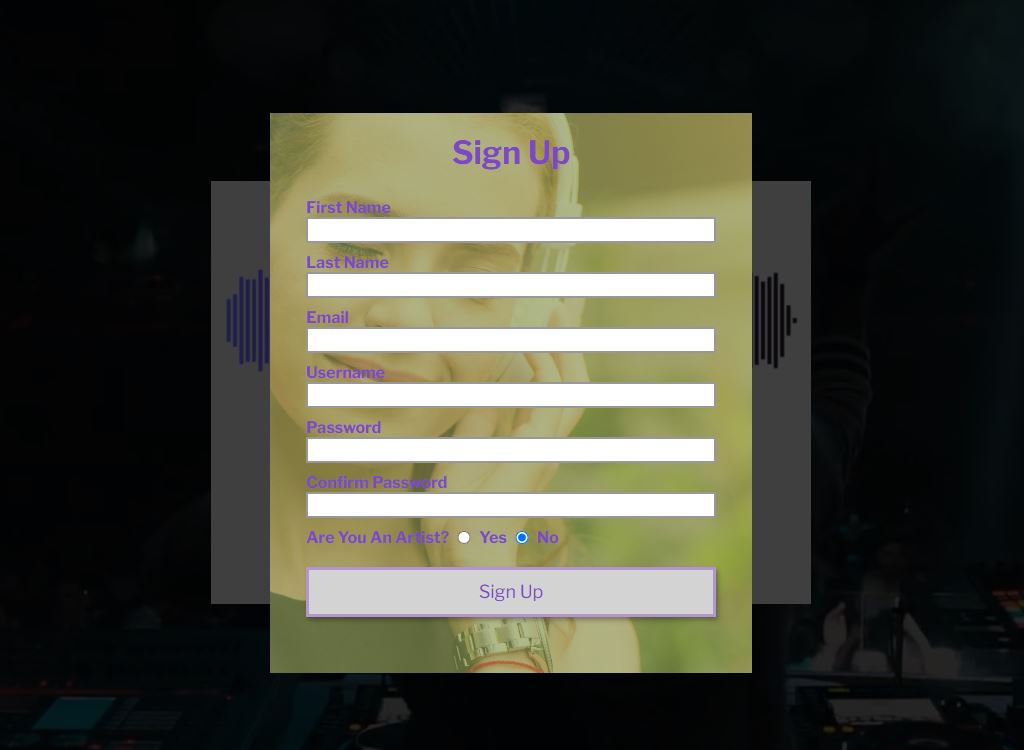 Sign Up
First Name
Last Name
Email
Username
Password
Confirm Password
Are You An Artist? Yes No
Sign Up